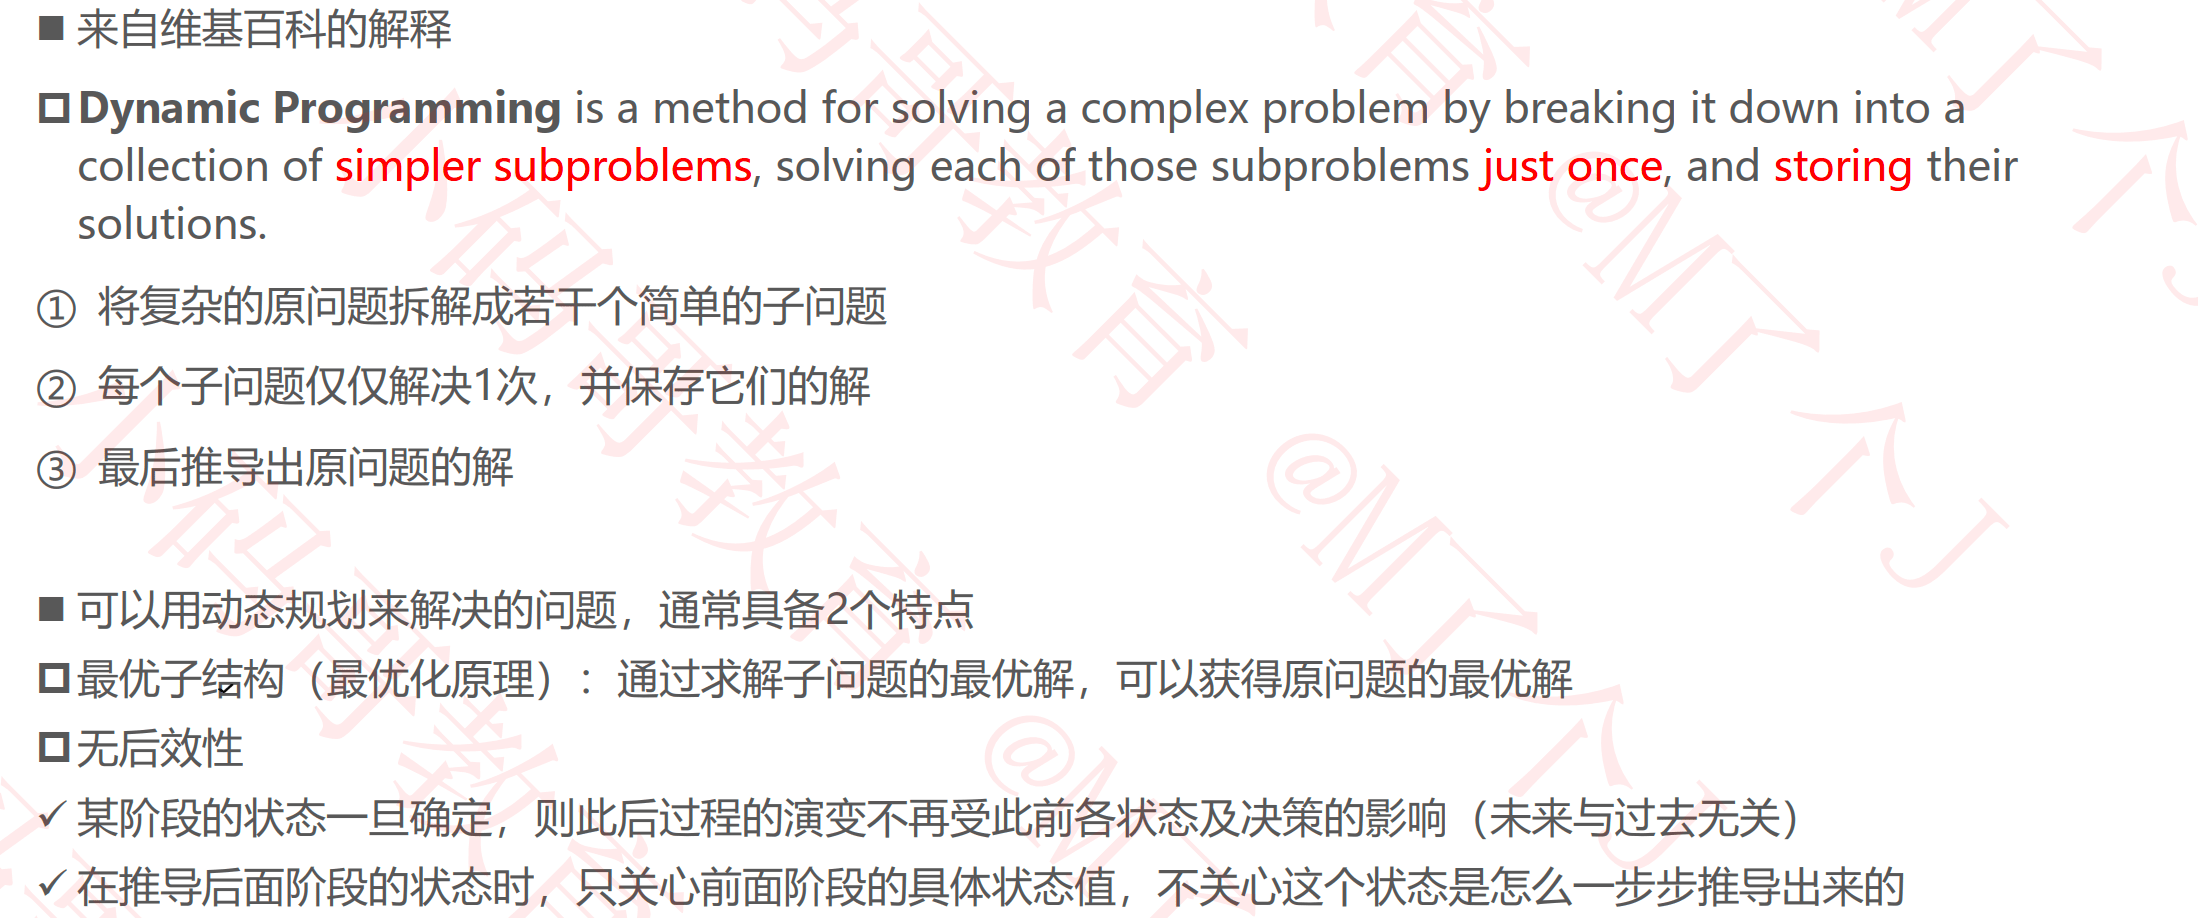 ■ 来自维基百科的解释
Dynamic Programming is a method for solving a complex problem by breaking it down into a
collection of simpler subproblems, solving each of those subproblems just once, and storing their
solutions.
① 将复杂的原问题拆解成若干个简单的子问题
② 每个子问题仅仅解决1次，并保存它们的解
③ 最后推导出原问题的解
■ 可以用动态规划来解决的问题，通常具备2个特点
最优子结构（最优化原理）：通过求解子问题的最优解，可以获得原问题的最优解
无后效性
✓ 某阶段的状态一旦确定，则此后过程的演变不再受此前各状态及决策的影响（未来与过去无关）
✓ 在推导后面阶段的状态时，只关心前面阶段的具体状态值，不关心这个状态是怎么一步步推导出来的
小码哥教育 @M了个J